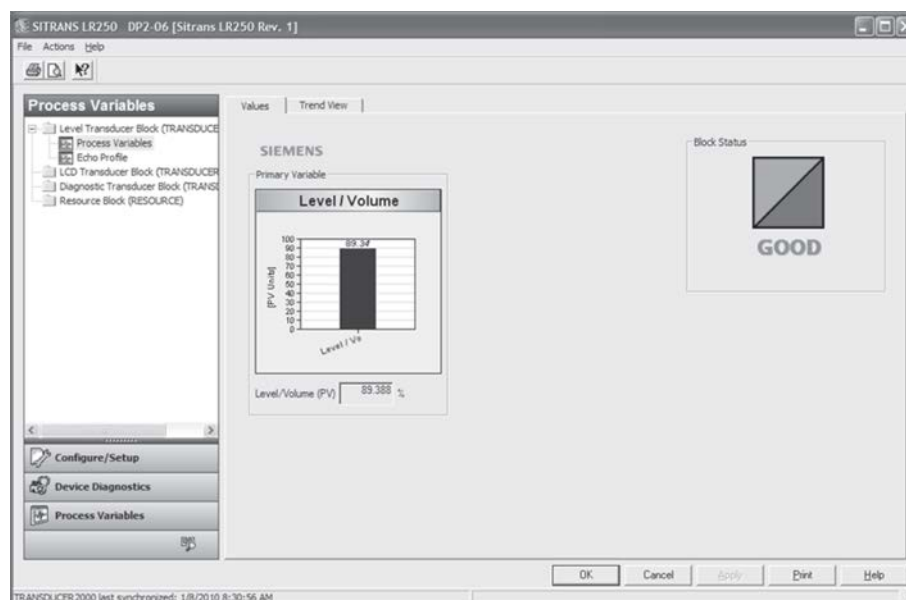 SITRANS LR250 DP2-06 [Sitrans LR250 Rev. 1]
File Actions Help
Process Variables
Level Transducer Block (TRANSDUCE
Process Variables
Echo Profile
LCD Transducer Block (TRANSDUCER
Diagnostic Transducer Block (TRANS
Resource Block (RESOURCE)
Configure/Setup
Device Diagnostics
Process Variables
Values Trend View
SIEMENS
Primary Variable
Level / Volume
100
90
80
70
60
50
40
30
20
10
0
[PV Units]
Level / Vo
Level/Volume (PV) 89.388 %
Block Status
GOOD
OK Cancel Apply Print Help
TRANSDUCER2000 last synchronized: 1/8/2010 8:30:56 AM